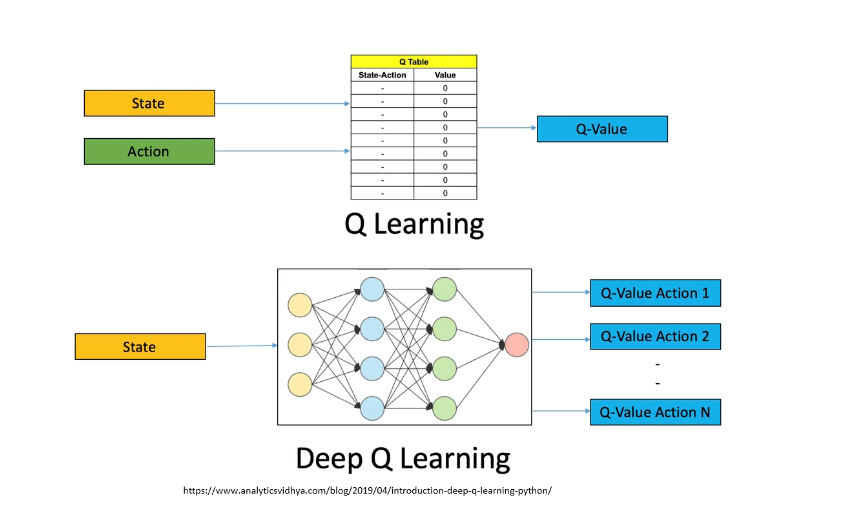 Q Table
State-Action Value
- 0
- 0
- 0
- 0
- 0
- 0
- 0
- 0
- 0
State
Action
Q-Value
Q Learning
State
Q-Value Action 1
Q-Value Action 2
-
-
Q-Value Action N
Deep Q Learning
https://www.analyticsvidhya.com/blog/2019/04/introduction-deep-q-learning-python/